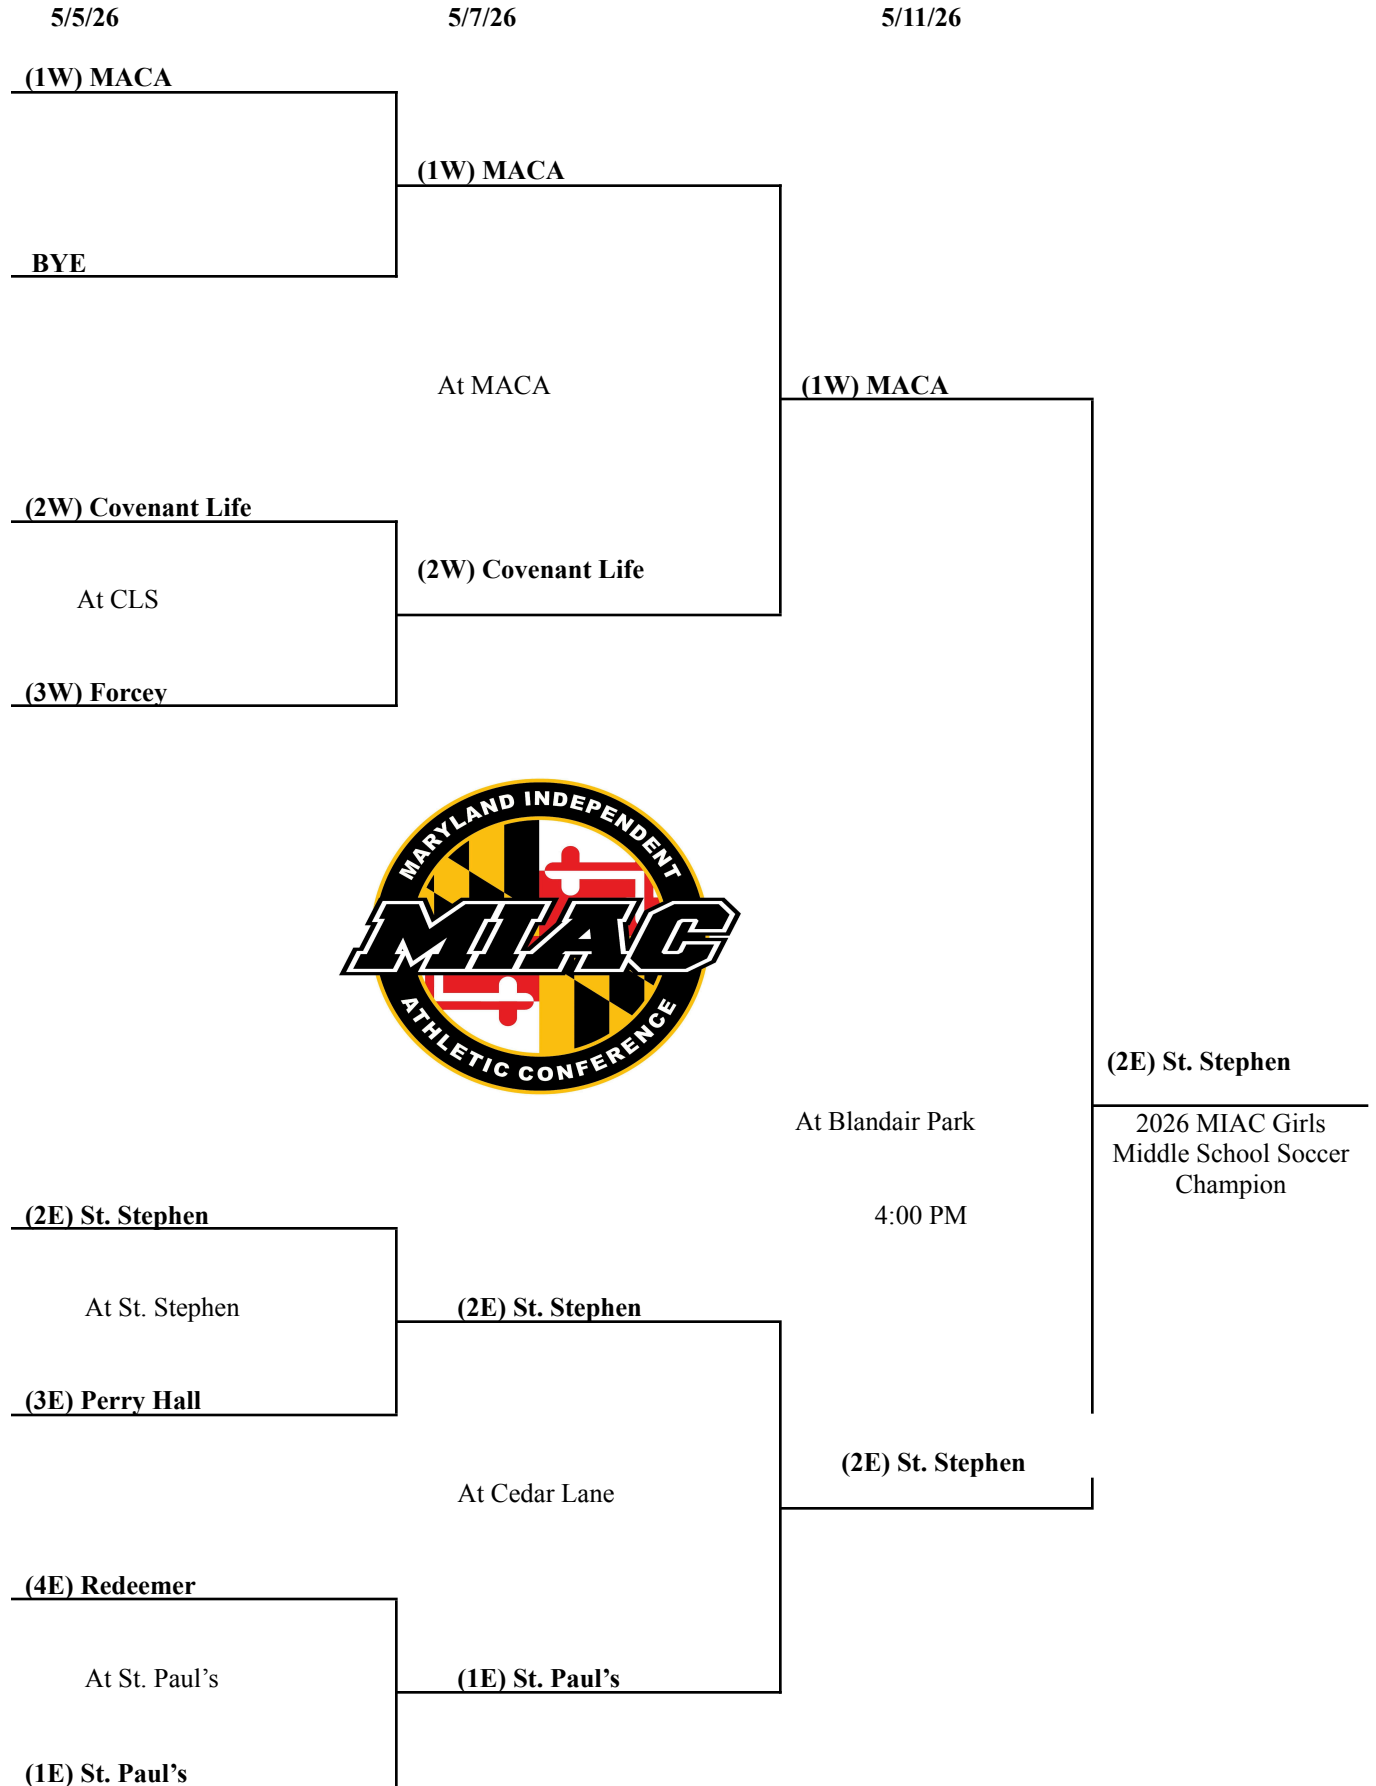 5/5/26 5/7/26 5/11/26
(1W) MACA
(1W) MACA
BYE
At MACA
(1W) MACA
(2W) Covenant Life
(2W) Covenant Life
At CLS
(3W) Forcey
MARYLAND INDEPENDENT
MIAC
ATHLETIC CONFERENCE
(2E) St. Stephen
At Blandair Park
2026 MIAC Girls
Middle School Soccer
Champion
(2E) St. Stephen
4:00 PM
At St. Stephen
(2E) St. Stephen
(3E) Perry Hall
(2E) St. Stephen
At Cedar Lane
(4E) Redeemer
At St. Paul’s
(1E) St. Paul’s
(1E) St. Paul’s